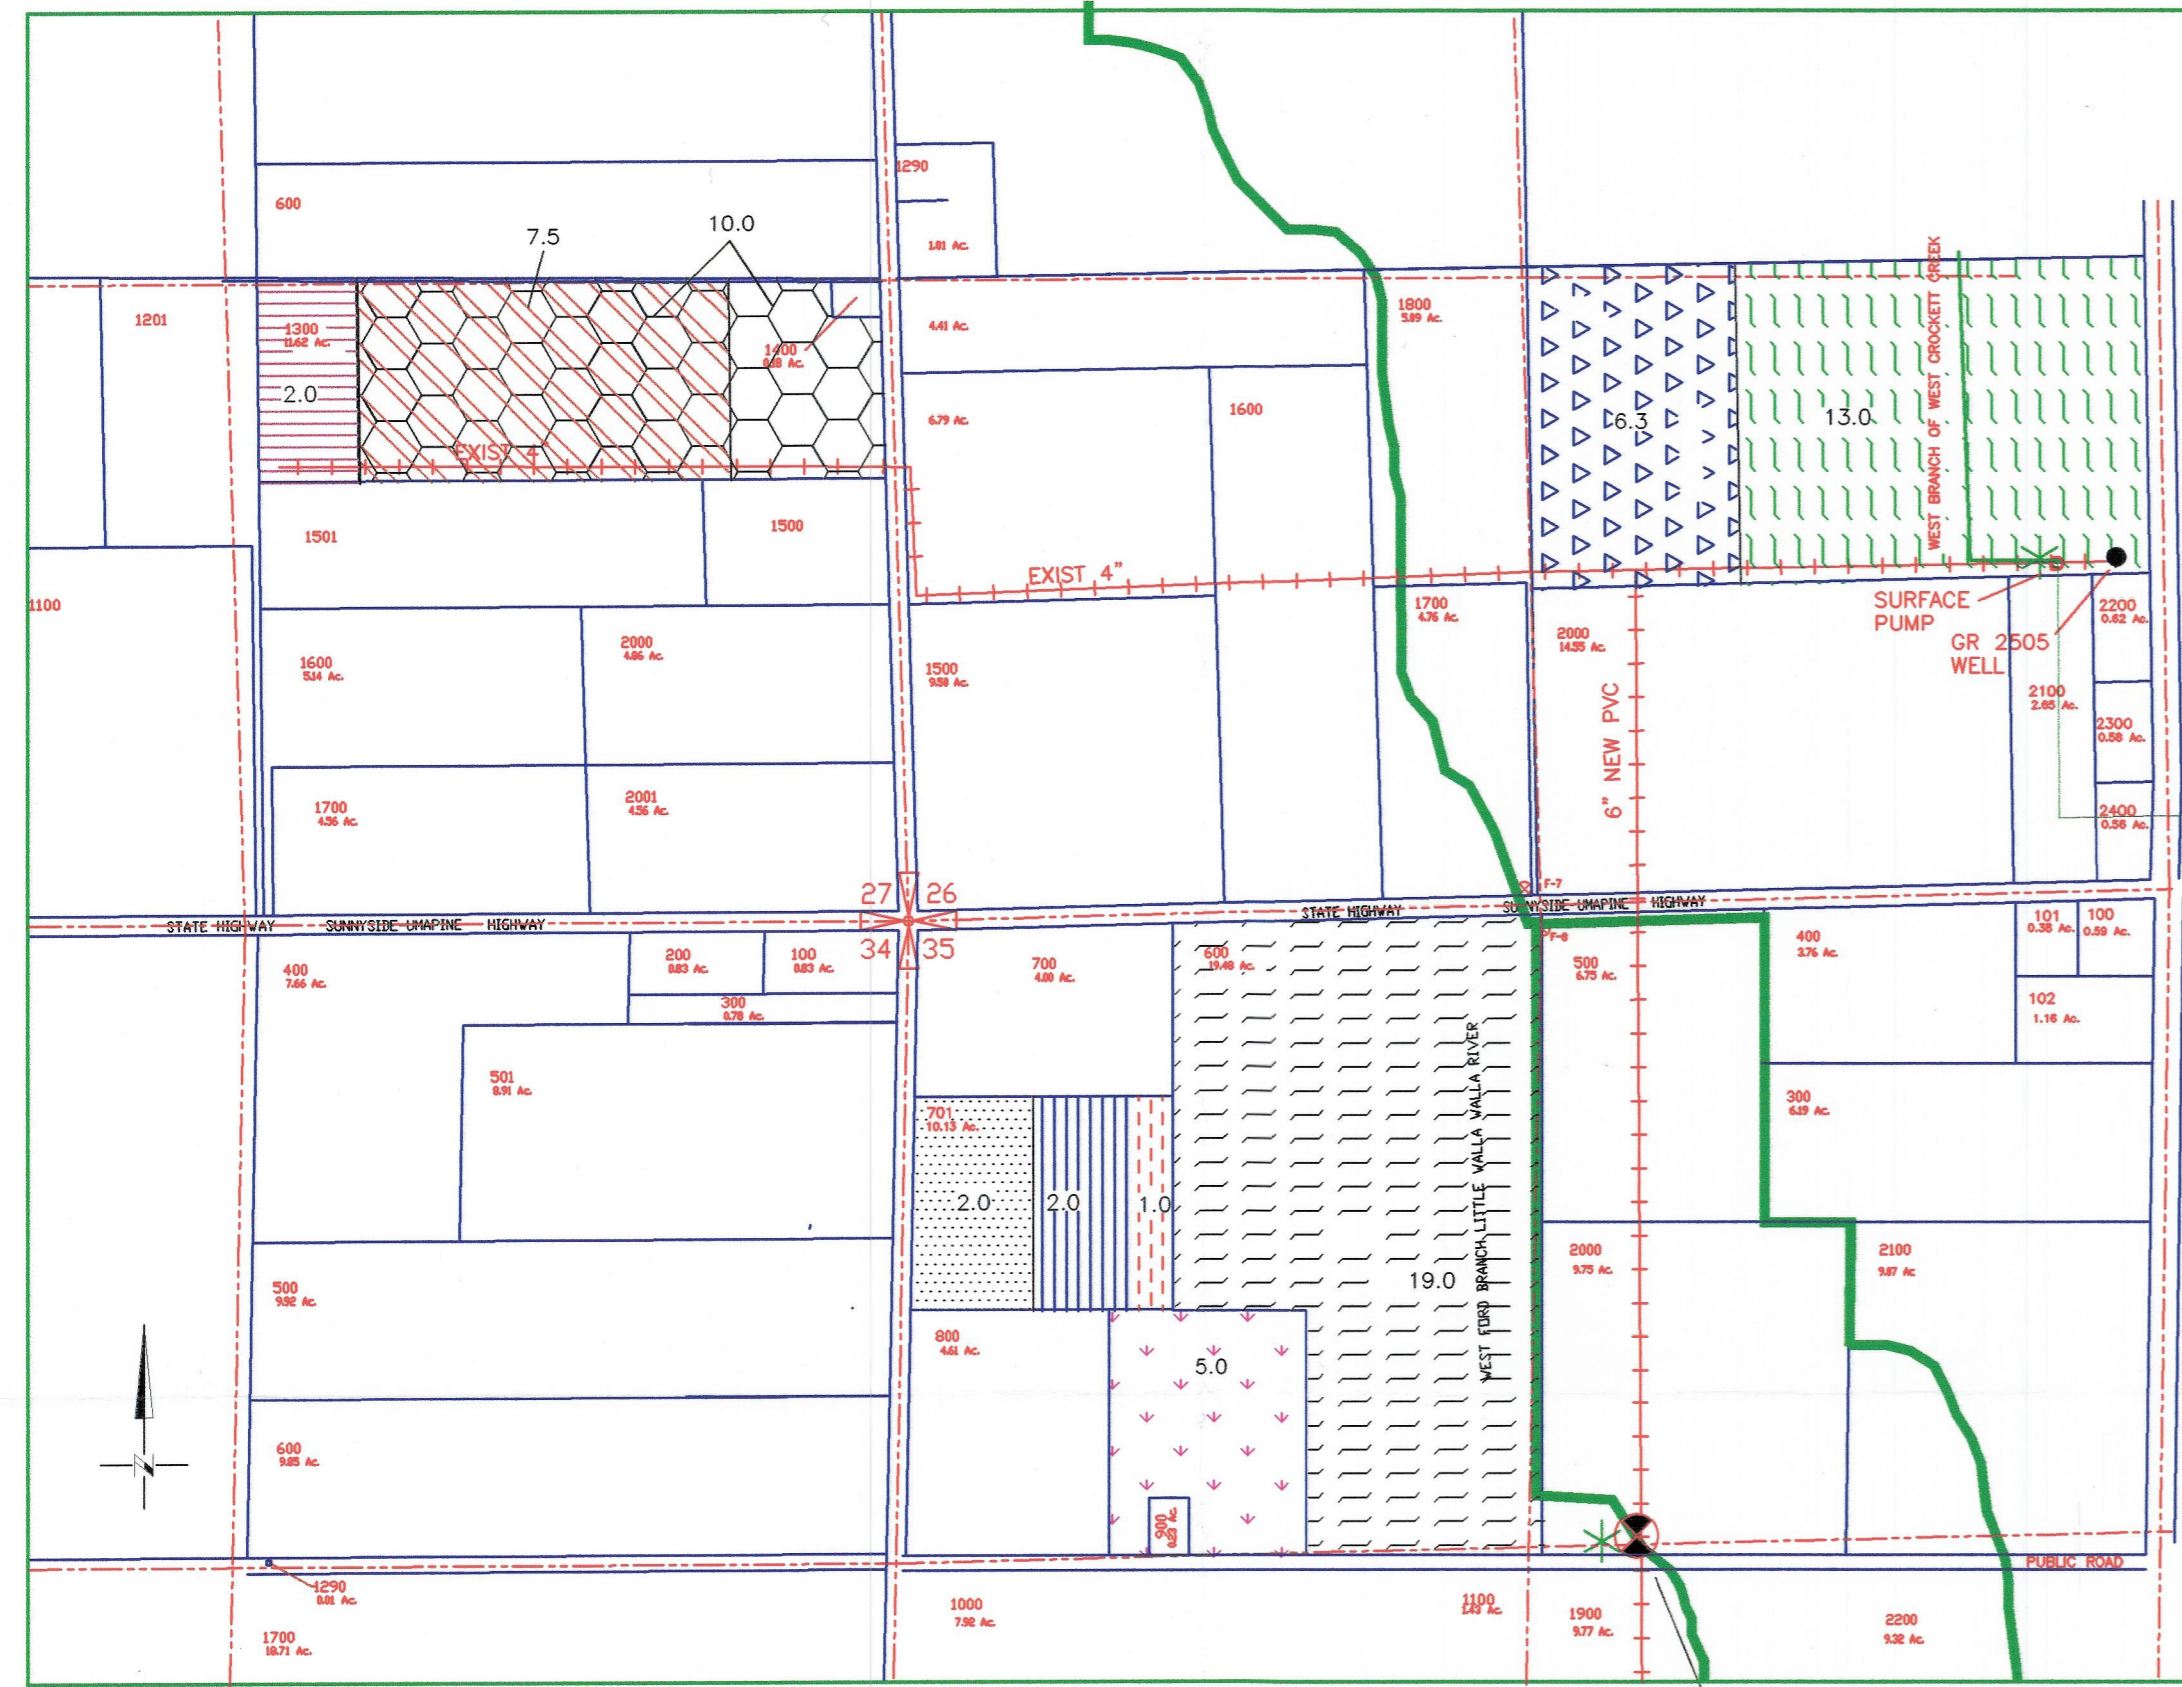 1290
600
7.5
10.0
1.01 Ac.
1201
1300
11.62 Ac.
2.0
1400
EXIST 4"
4.41 Ac.
6.79 Ac.
1600
1800
5.89 Ac.
6.3
13.0
WEST BRANCH OF WEST CROCKETT CREEK
1501
1500
EXIST 4"
1100
1700
4.76 Ac.
2000
14.55 Ac.
SURFACE
PUMP
GR 2505
WELL
2200
0.62 Ac.
2100
2.65 Ac.
2300
0.58 Ac.
2400
0.58 Ac.
1600
5.14 Ac.
2000
4.86 Ac.
1500
9.58 Ac.
6" NEW PVC
1700
4.56 Ac.
2001
4.56 Ac.
27 26
34 35
F-7
STATE HIGHWAY SUNNYSIDE UMAPINE HIGHWAY
STATE HIGHWAY SUNNYSIDE-UMAPINE HIGHWAY
F-6
400
7.66 Ac.
200
0.83 Ac.
100
0.83 Ac.
300
0.78 Ac.
700
4.00 Ac.
600
19.48 Ac.
500
6.75 Ac.
400
3.76 Ac.
101
0.38 Ac.
100
0.59 Ac.
102
1.16 Ac.
501
8.91 Ac.
701
10.13 Ac.
300
6.19 Ac.
2.0
2.0
1.0
WEST FORD BRANCH LITTLE WALLA WALLA RIVER
19.0
500
9.92 Ac.
2000
9.75 Ac.
2100
9.87 Ac
800
4.61 Ac.
5.0
600
9.85 Ac.
900
0.23 Ac.
N
PUBLIC ROAD
1290
0.01 Ac.
1700
18.71 Ac.
1000
7.92 Ac.
1100
1.43 Ac.
1900
9.77 Ac.
2200
9.32 Ac.